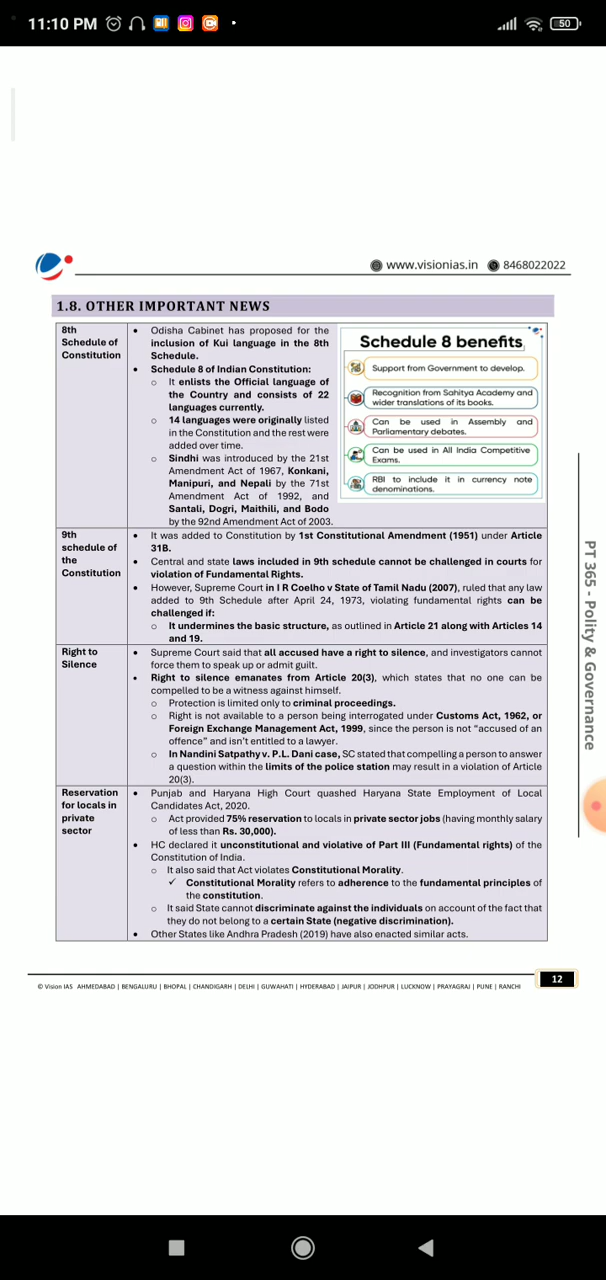 11:10 PM
50
www.visionias.in 8468022022
1.8. OTHER IMPORTANT NEWS
8th
Schedule of
Constitution
• Odisha Cabinet has proposed for the
inclusion of Kui language in the 8th
Schedule.
• Schedule 8 of Indian Constitution:
o It enlists the Official language of
the Country and consists of 22
languages currently.
o 14 languages were originally listed
in the Constitution and the rest were
added over time.
o Sindhi was introduced by the 21st
Amendment Act of 1967, Konkani,
Manipuri, and Nepali by the 71st
Amendment Act of 1992, and
Santali, Dogri, Maithili, and Bodo
by the 92nd Amendment Act of 2003.
Schedule 8 benefits
Support from Government to develop.
Recognition from Sahitya Academy and
wider translations of its books.
Can be used in Assembly and
Parliamentary debates.
Can be used in All India Competitive
Exams.
RBI to include it in currency note
denominations.
9th
schedule of
the
Constitution
• It was added to Constitution by 1st Constitutional Amendment (1951) under Article
31B.
• Central and state laws included in 9th schedule cannot be challenged in courts for
violation of Fundamental Rights.
• However, Supreme Court in I R Coelho v State of Tamil Nadu (2007), ruled that any law
added to 9th Schedule after April 24, 1973, violating fundamental rights can be
challenged if:
o It undermines the basic structure, as outlined in Article 21 along with Articles 14
and 19.
Right to
Silence
• Supreme Court said that all accused have a right to silence, and investigators cannot
force them to speak up or admit guilt.
• Right to silence emanates from Article 20(3), which states that no one can be
compelled to be a witness against himself.
o Protection is limited only to criminal proceedings.
o Right is not available to a person being interrogated under Customs Act, 1962, or
Foreign Exchange Management Act, 1999, since the person is not "accused of an
offence" and isn't entitled to a lawyer.
o In Nandini Satpathy v. P.L. Dani case, SC stated that compelling a person to answer
a question within the limits of the police station may result in a violation of Article
20(3).
Reservation
for locals in
private
sector
• Punjab and Haryana High Court quashed Haryana State Employment of Local
Candidates Act, 2020.
o Act provided 75% reservation to locals in private sector jobs (having monthly salary
of less than Rs. 30,000).
• HC declared it unconstitutional and violative of Part III (Fundamental rights) of the
Constitution of India.
o It also said that Act violates Constitutional Morality.
✓ Constitutional Morality refers to adherence to the fundamental principles of
the constitution.
o It said State cannot discriminate against the individuals on account of the fact that
they do not belong to a certain State (negative discrimination).
• Other States like Andhra Pradesh (2019) have also enacted similar acts.
PT 365 - Polity & Governance
12
© Vision IAS AHMEDABAD | BENGALURU | BHOPAL | CHANDIGARH | DELHI | GUWAHATI | HYDERABAD | JAIPUR | JODHPUR | LUCKNOW | PRAYAGRAJ | PUNE | RANCHI